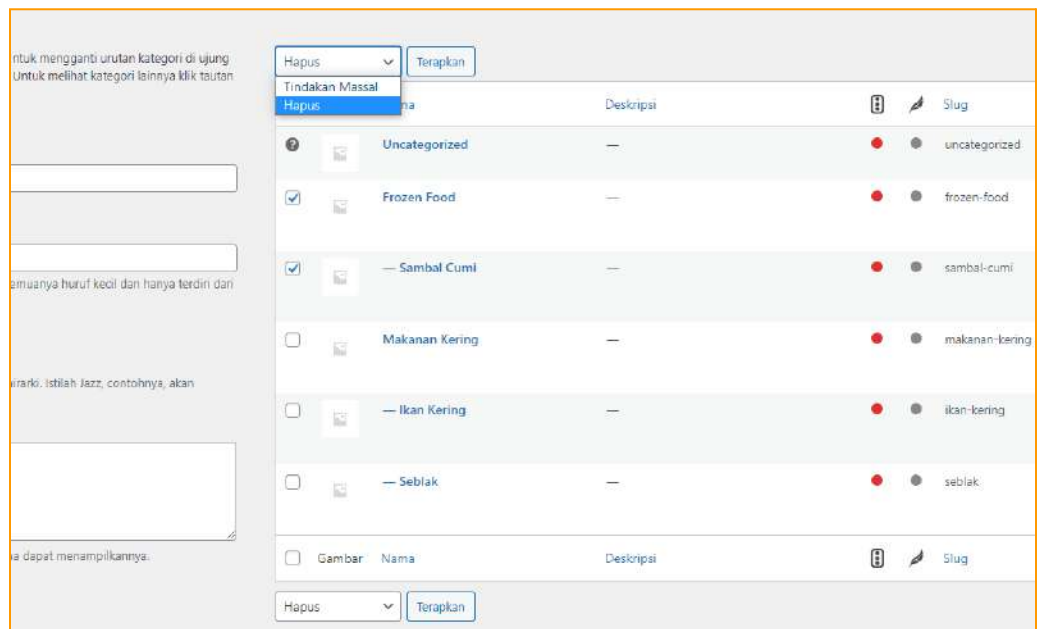 ntuk mengganti urutan kategori di ujung
Untuk melihat kategori lainnya klik tautan
emuanya huruf kecil dan hanya terdiri dari
irarki. Istilah Jazz, contohnya, akan
a dapat menampilkannya.
Hapus Terapkan
Tindakan Massal
Hapus
na Deskripsi Slug
Uncategorized — uncategorized
Frozen Food — frozen-food
— Sambal Cumi — sambal-cumi
Makanan Kering — makanan-kering
— Ikan Kering — ikan-kering
— Seblak — seblak
Gambar Nama Deskripsi Slug
Hapus Terapkan